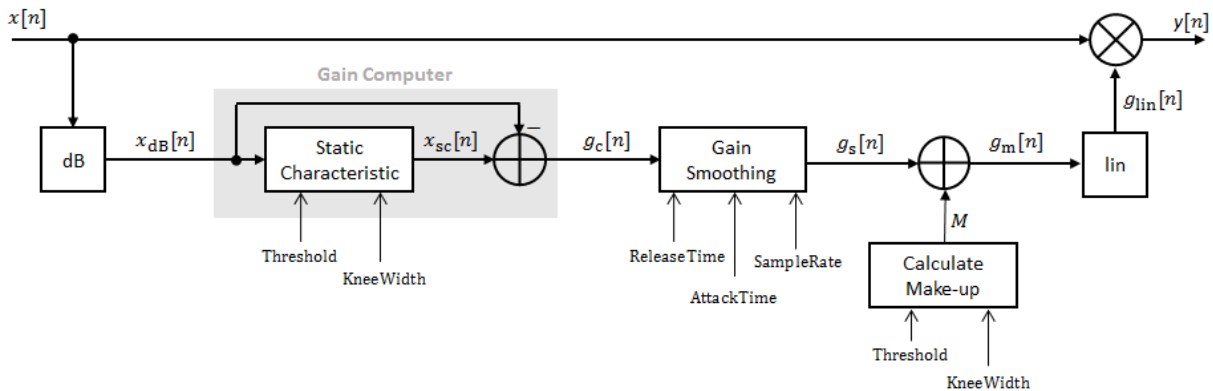 x[n]
y[n]
Gain Computer
g_lin[n]
dB
x_dB[n]
Static
Characteristic
x_sc[n]
−
g_c[n]
Gain
Smoothing
g_s[n]
g_m[n]
lin
M
Threshold
KneeWidth
ReleaseTime
AttackTime
SampleRate
Calculate
Make-up
Threshold
KneeWidth